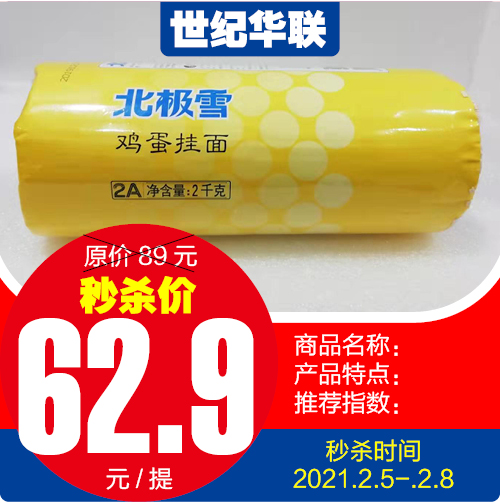 世纪华联
北极雪
鸡蛋挂面
2A 净含量:2千克
原价 89 元
秒杀价
62.9
元/提
商品名称:
产品特点:
推荐指数:
秒杀时间
2021.2.5-.2.8